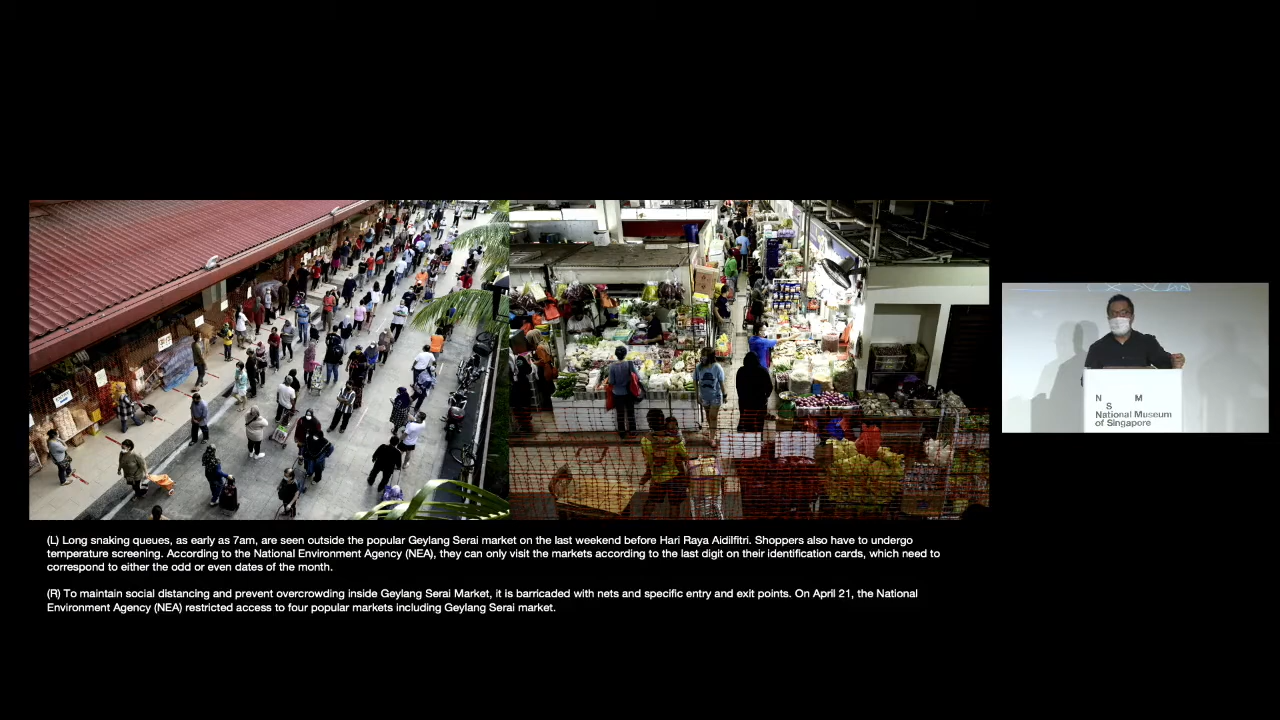 (L) Long snaking queues, as early as 7am, are seen outside the popular Geylang Serai market on the last weekend before Hari Raya Aidilfitri. Shoppers also have to undergo
temperature screening. According to the National Environment Agency (NEA), they can only visit the markets according to the last digit on their identification cards, which need to
correspond to either the odd or even dates of the month.
(R) To maintain social distancing and prevent overcrowding inside Geylang Serai Market, it is barricaded with nets and specific entry and exit points. On April 21, the National
Environment Agency (NEA) restricted access to four popular markets including Geylang Serai market.
N M
S
National Museum
of Singapore